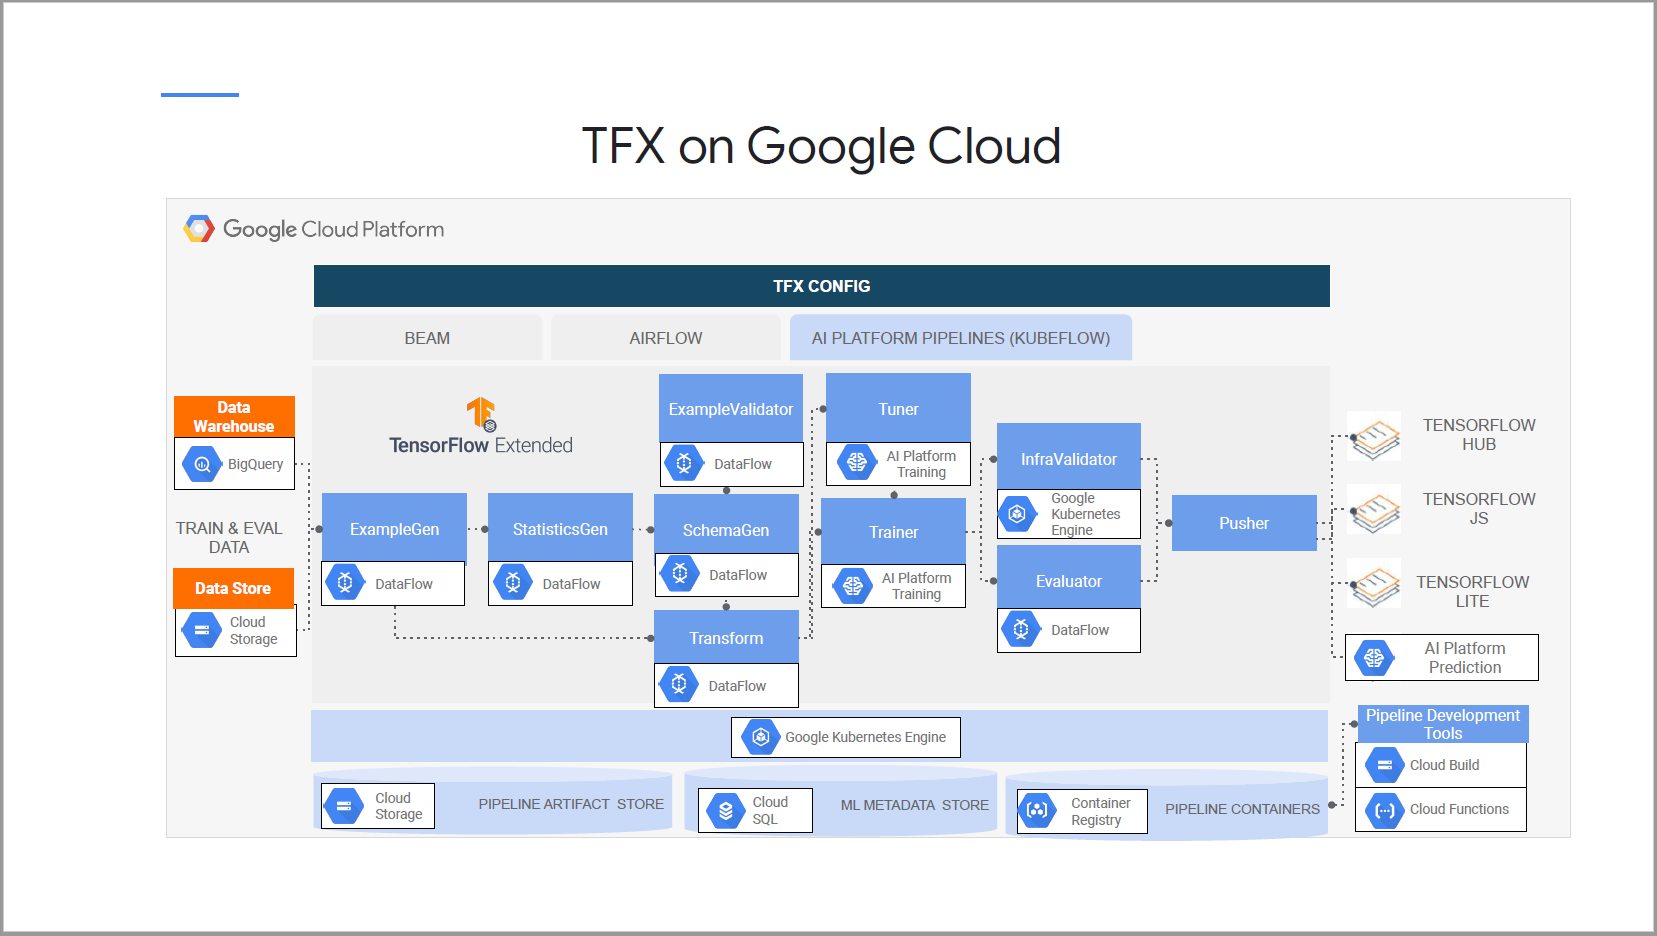 TFX on Google Cloud
Google Cloud Platform
TFX CONFIG
BEAM
AIRFLOW
AI PLATFORM PIPELINES (KUBEFLOW)
Data
Warehouse
BigQuery
TRAIN & EVAL
DATA
Data Store
Cloud
Storage
TensorFlow Extended
ExampleGen
DataFlow
StatisticsGen
DataFlow
ExampleValidator
DataFlow
SchemaGen
DataFlow
Transform
DataFlow
Tuner
AI Platform
Training
Trainer
AI Platform
Training
InfraValidator
Google
Kubernetes
Engine
Evaluator
DataFlow
Pusher
TENSORFLOW
HUB
TENSORFLOW
JS
TENSORFLOW
LITE
AI Platform
Prediction
Google Kubernetes Engine
Cloud
Storage
PIPELINE ARTIFACT STORE
Cloud
SQL
ML METADATA STORE
Container
Registry
PIPELINE CONTAINERS
Pipeline Development
Tools
Cloud Build
Cloud Functions